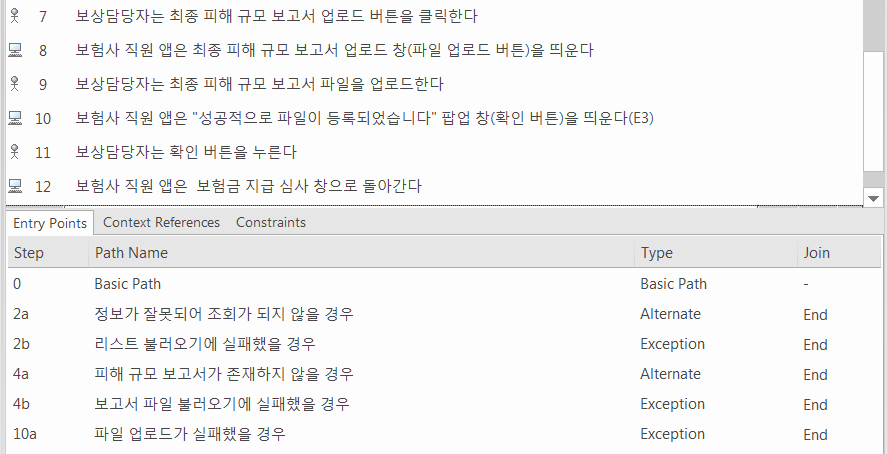 7 보상담당자는 최종 피해 규모 보고서 업로드 버튼을 클릭한다
8 보험사 직원 앱은 최종 피해 규모 보고서 업로드 창(파일 업로드 버튼)을 띄운다
9 보상담당자는 최종 피해 규모 보고서 파일을 업로드한다
10 보험사 직원 앱은 "성공적으로 파일이 등록되었습니다" 팝업 창(확인 버튼)을 띄운다(E3)
11 보상담당자는 확인 버튼을 누른다
12 보험사 직원 앱은 보험금 지급 심사 창으로 돌아간다
Entry Points Context References Constraints
Step Path Name Type Join
0 Basic Path Basic Path -
2a 정보가 잘못되어 조회가 되지 않을 경우 Alternate End
2b 리스트 불러오기에 실패했을 경우 Exception End
4a 피해 규모 보고서가 존재하지 않을 경우 Alternate End
4b 보고서 파일 불러오기에 실패했을 경우 Exception End
10a 파일 업로드가 실패했을 경우 Exception End